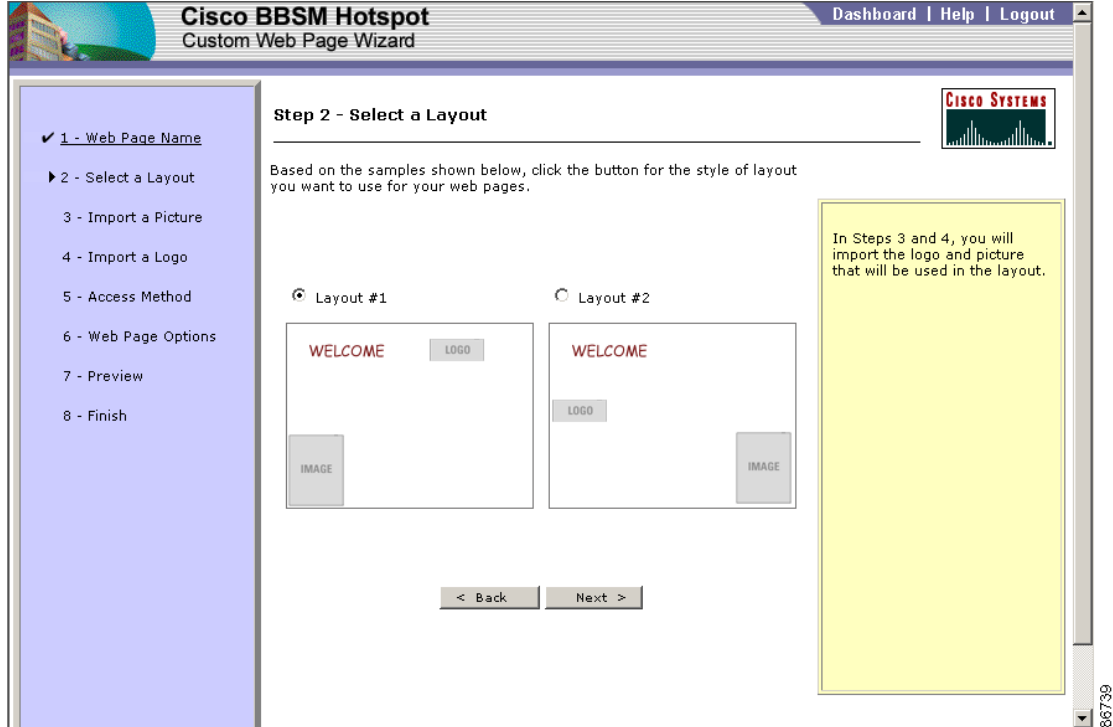 Cisco BBSM Hotspot
Custom Web Page Wizard
Dashboard | Help | Logout
✔ 1 - Web Page Name
2 - Select a Layout
3 - Import a Picture
4 - Import a Logo
5 - Access Method
6 - Web Page Options
7 - Preview
8 - Finish
Step 2 - Select a Layout
CISCO SYSTEMS
Based on the samples shown below, click the button for the style of layout
you want to use for your web pages.
Layout #1
WELCOME
LOGO
IMAGE
Layout #2
WELCOME
LOGO
IMAGE
< Back
Next >
In Steps 3 and 4, you will
import the logo and picture
that will be used in the layout.
86739